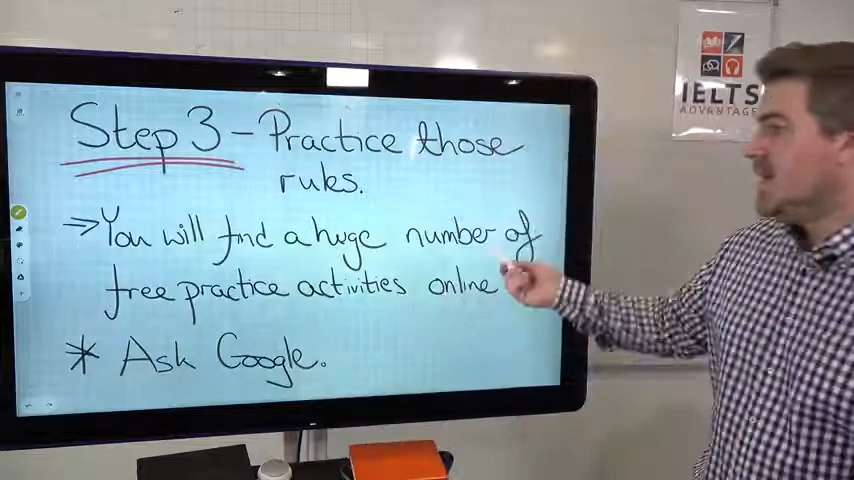 Step 3 - Practice those
rules.
⇒ You will find a huge number of
free practice activities online
* Ask Google.
IELTS
ADVANTAGE